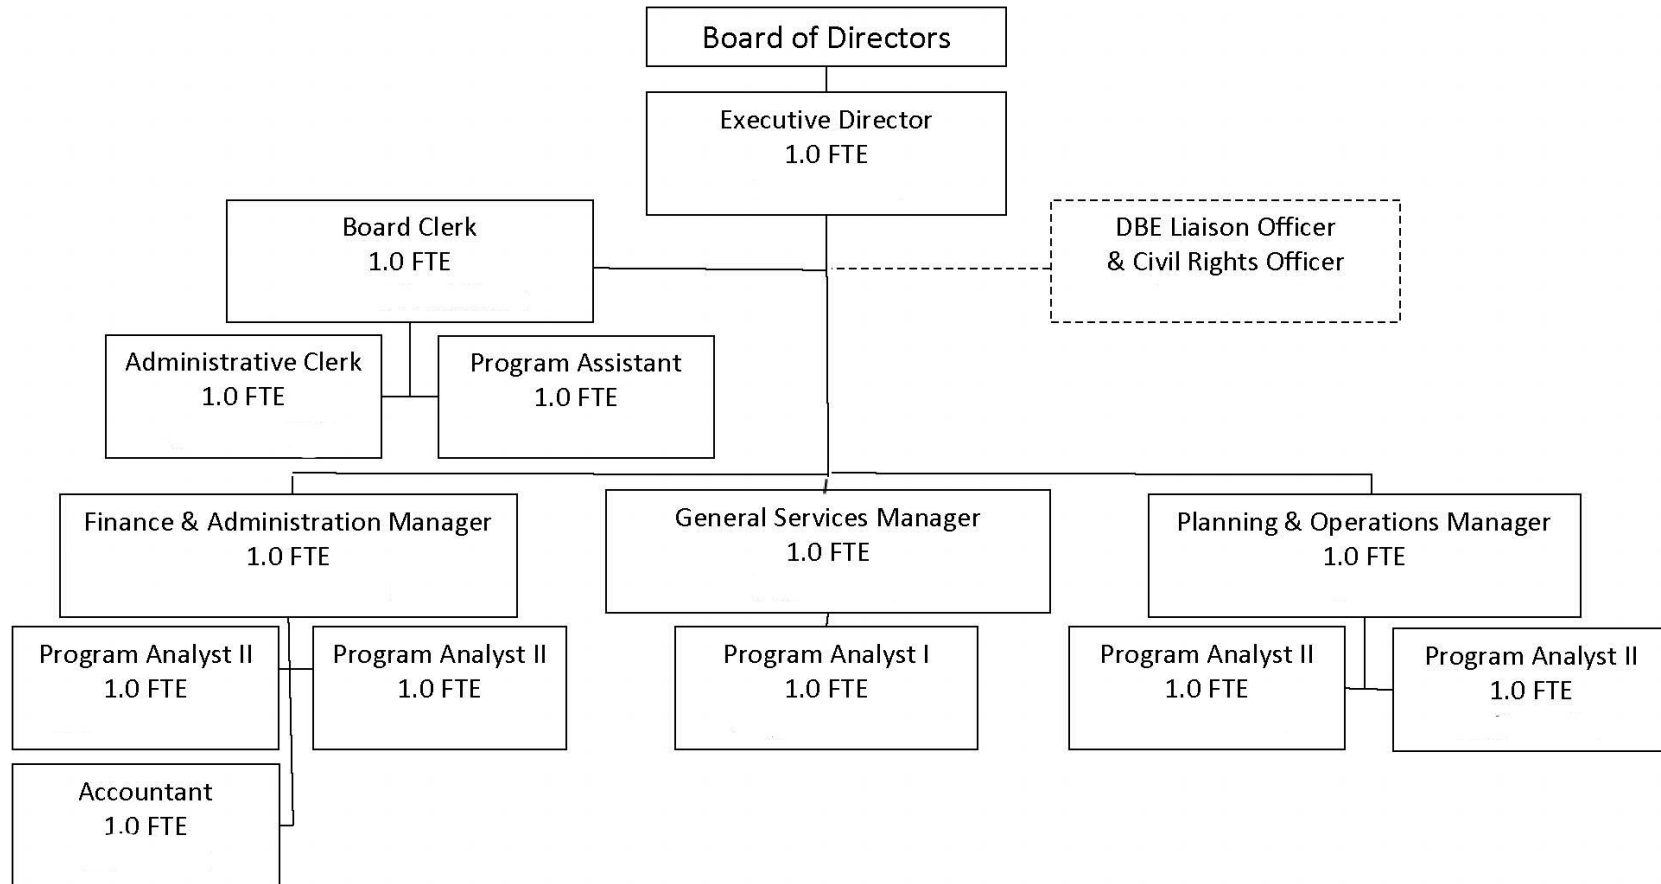 Board of Directors
Executive Director
1.0 FTE
Board Clerk
1.0 FTE
DBE Liaison Officer
& Civil Rights Officer
Administrative Clerk
1.0 FTE
Program Assistant
1.0 FTE
Finance & Administration Manager
1.0 FTE
General Services Manager
1.0 FTE
Planning & Operations Manager
1.0 FTE
Program Analyst II
1.0 FTE
Program Analyst II
1.0 FTE
Program Analyst I
1.0 FTE
Program Analyst II
1.0 FTE
Program Analyst II
1.0 FTE
Accountant
1.0 FTE